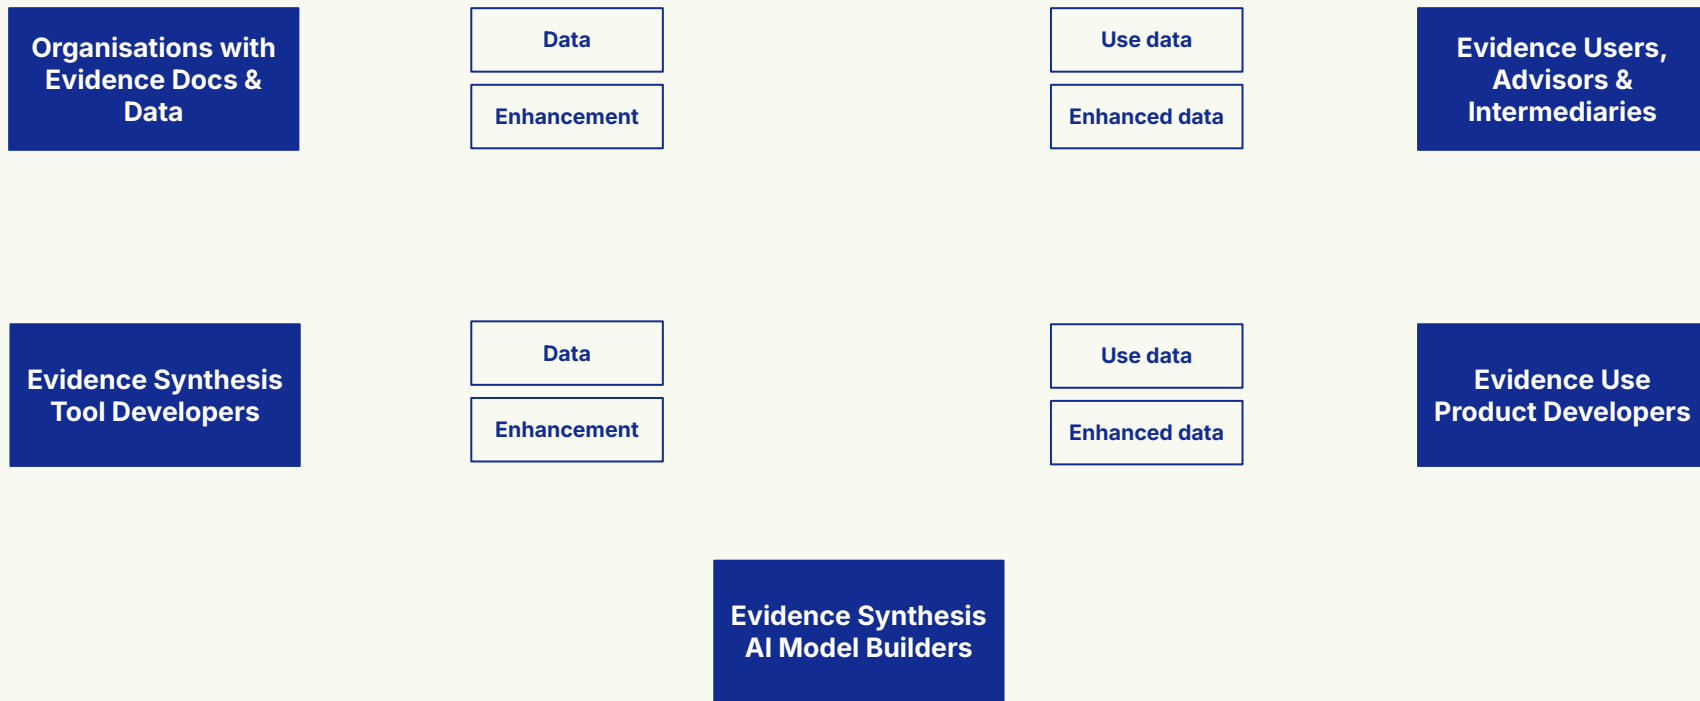 Organisations with
Evidence Docs &
Data
Data
Enhancement
Use data
Enhanced data
Evidence Users,
Advisors &
Intermediaries
Evidence Synthesis
Tool Developers
Data
Enhancement
Use data
Enhanced data
Evidence Use
Product Developers
Evidence Synthesis
AI Model Builders